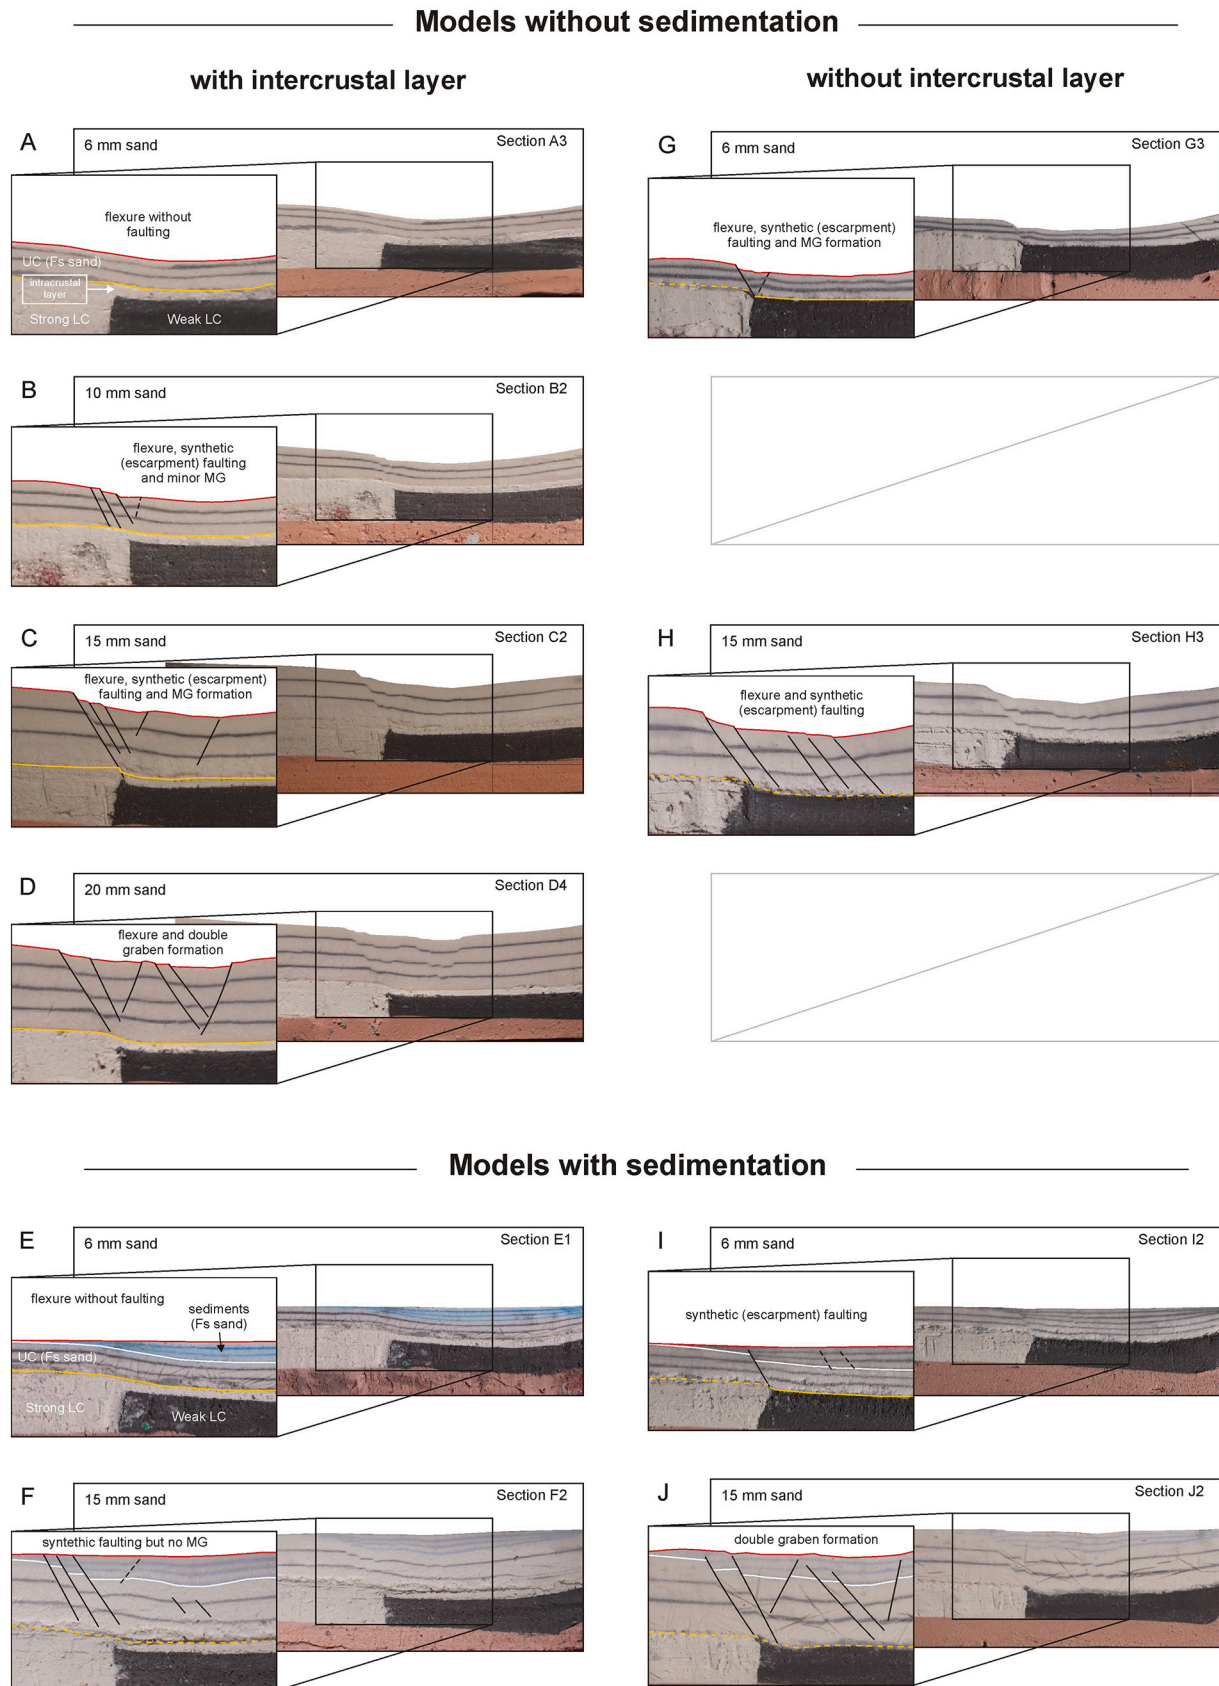 Models without sedimentation
with intercrustal layer
without intercrustal layer
A
6 mm sand
Section A3
flexure without
faulting
UC (Fs sand)
intracrustal
layer
Strong LC
Weak LC
G
6 mm sand
Section G3
flexure, synthetic (escarpment)
faulting and MG formation
B
10 mm sand
Section B2
flexure, synthetic
(escarpment) faulting
and minor MG
C
15 mm sand
Section C2
flexure, synthetic (escarpment)
faulting and MG formation
H
15 mm sand
Section H3
flexure and synthetic
(escarpment) faulting
D
20 mm sand
Section D4
flexure and double
graben formation
Models with sedimentation
E
6 mm sand
Section E1
flexure without faulting
sediments
(Fs sand)
UC (Fs sand)
Strong LC
Weak LC
I
6 mm sand
Section I2
synthetic (escarpment) faulting
F
15 mm sand
Section F2
syntethic faulting but no MG
J
15 mm sand
Section J2
double graben formation